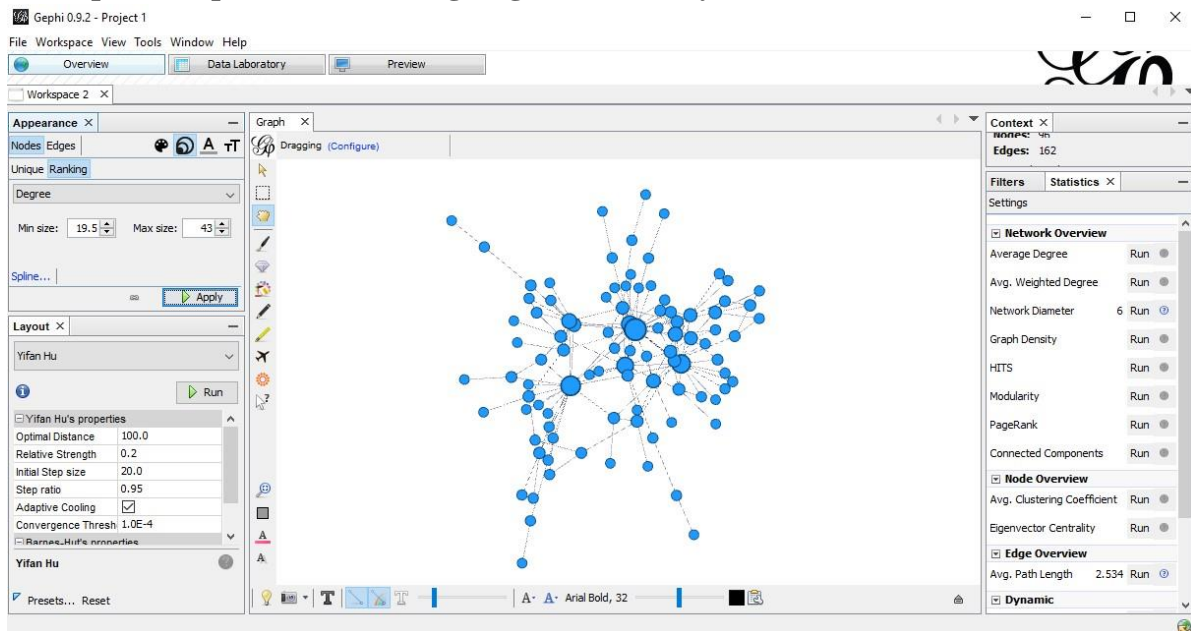 Gephi 0.9.2 - Project 1
File Workspace View Tools Window Help
Overview Data Laboratory Preview
Workspace 2 X
Appearance X
Nodes Edges
Unique Ranking
Degree
Min size: 19.5 Max size: 43
Spline...
Apply
Layout X
Yifan Hu
Run
Yifan Hu's properties
Optimal Distance 100.0
Relative Strength 0.2
Initial Step size 20.0
Step ratio 0.95
Adaptive Cooling
Convergence Thresh 1.0E-4
Barnes-Hut's properties
Yifan Hu
Presets... Reset
Graph X
Dragging (Configure)
A- A- Arial Bold, 32
Context X
Nodes: 96
Edges: 162
Filters Statistics X
Settings
Network Overview
Average Degree Run
Avg. Weighted Degree Run
Network Diameter 6 Run
Graph Density Run
HITS Run
Modularity Run
PageRank Run
Connected Components Run
Node Overview
Avg. Clustering Coefficient Run
Eigenvector Centrality Run
Edge Overview
Avg. Path Length 2.534 Run
Dynamic